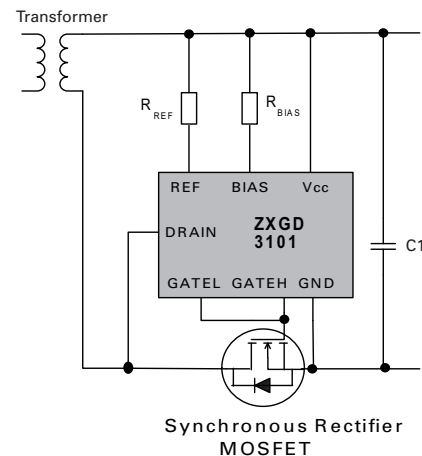 Transformer
R REF
R BIAS
REF BIAS Vcc
ZXGD
3101
DRAIN
C1
GATEL GATEH GND
Synchronous Rectifier
MOSFET